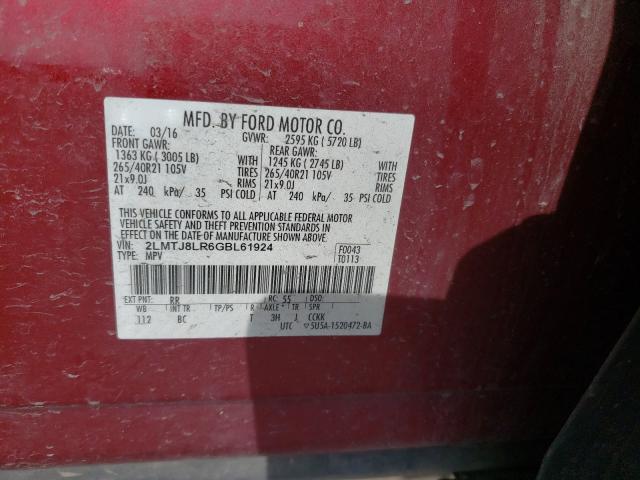 MFD. BY FORD MOTOR CO.
DATE: 03/16 GVWR: 2595 KG ( 5720 LB)
FRONT GAWR: REAR GAWR:
1363 KG ( 3005 LB) WITH 1245 KG ( 2745 LB) WITH
265/40R21 105V TIRES 265/40R21 105V TIRES
21x9.0J RIMS 21x9.0J RIMS
AT 240 kPa/ 35 PSI COLD AT 240 kPa/ 35 PSI COLD
THIS VEHICLE CONFORMS TO ALL APPLICABLE FEDERAL MOTOR
VEHICLE SAFETY AND THEFT PREVENTION STANDARDS IN EFFECT
ON THE DATE OF MANUFACTURE SHOWN ABOVE.
VIN: 2LMTJ8LR6GBL61924 F0043
TYPE: MPV T0113
EXT PNT: RR RC: 55 DSO:
WB INT TR TP/PS R AXLE TR SPR
112 BC T 3H J CCKK
UTC 5U5A-1520472-BA